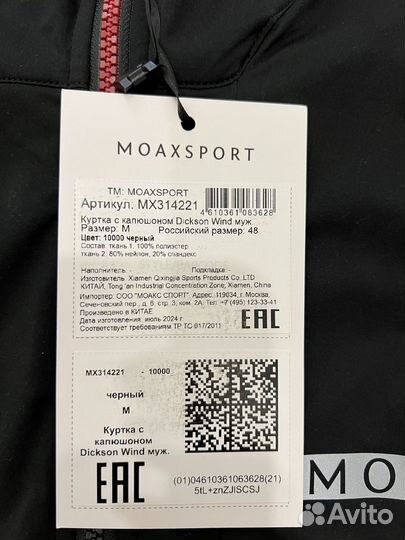 MOAXSPORT
TM: MOAXSPORT
Артикул: MX314221
4 610361 063628
Куртка с капюшоном Dickson Wind муж
Размер: M Российский размер: 48
Цвет: 10000 черный
Состав: ткань 1. 100% полиэстер
ткань 2. 80% нейлон, 20% спандекс
Наполнитель: - Подкладка: -
Изготовитель: Xiamen Qixingjia Sports Products Co.,LTD
КИТАЙ, Tong`an Industrial Concentration Zone, Xiamen, China
Импортер: ООО "МОАКС СПОРТ" Адрес: 119034, г. Москва,
Сеченовский пер., д. 6, стр. 3, ком. 2А. Тел: +7 (495) 123-33-41
Произведено в КИТАЕ
Дата изготовления: июль 2024 г.
Соответствует требованиям ТР ТС 017/2011
EAC
MX314221 - 10000
черный
M
Куртка с
капюшоном
Dickson Wind муж.
EAC
(01)04610361063628(21)
5tL+znZJISCSJ
MO
Avito